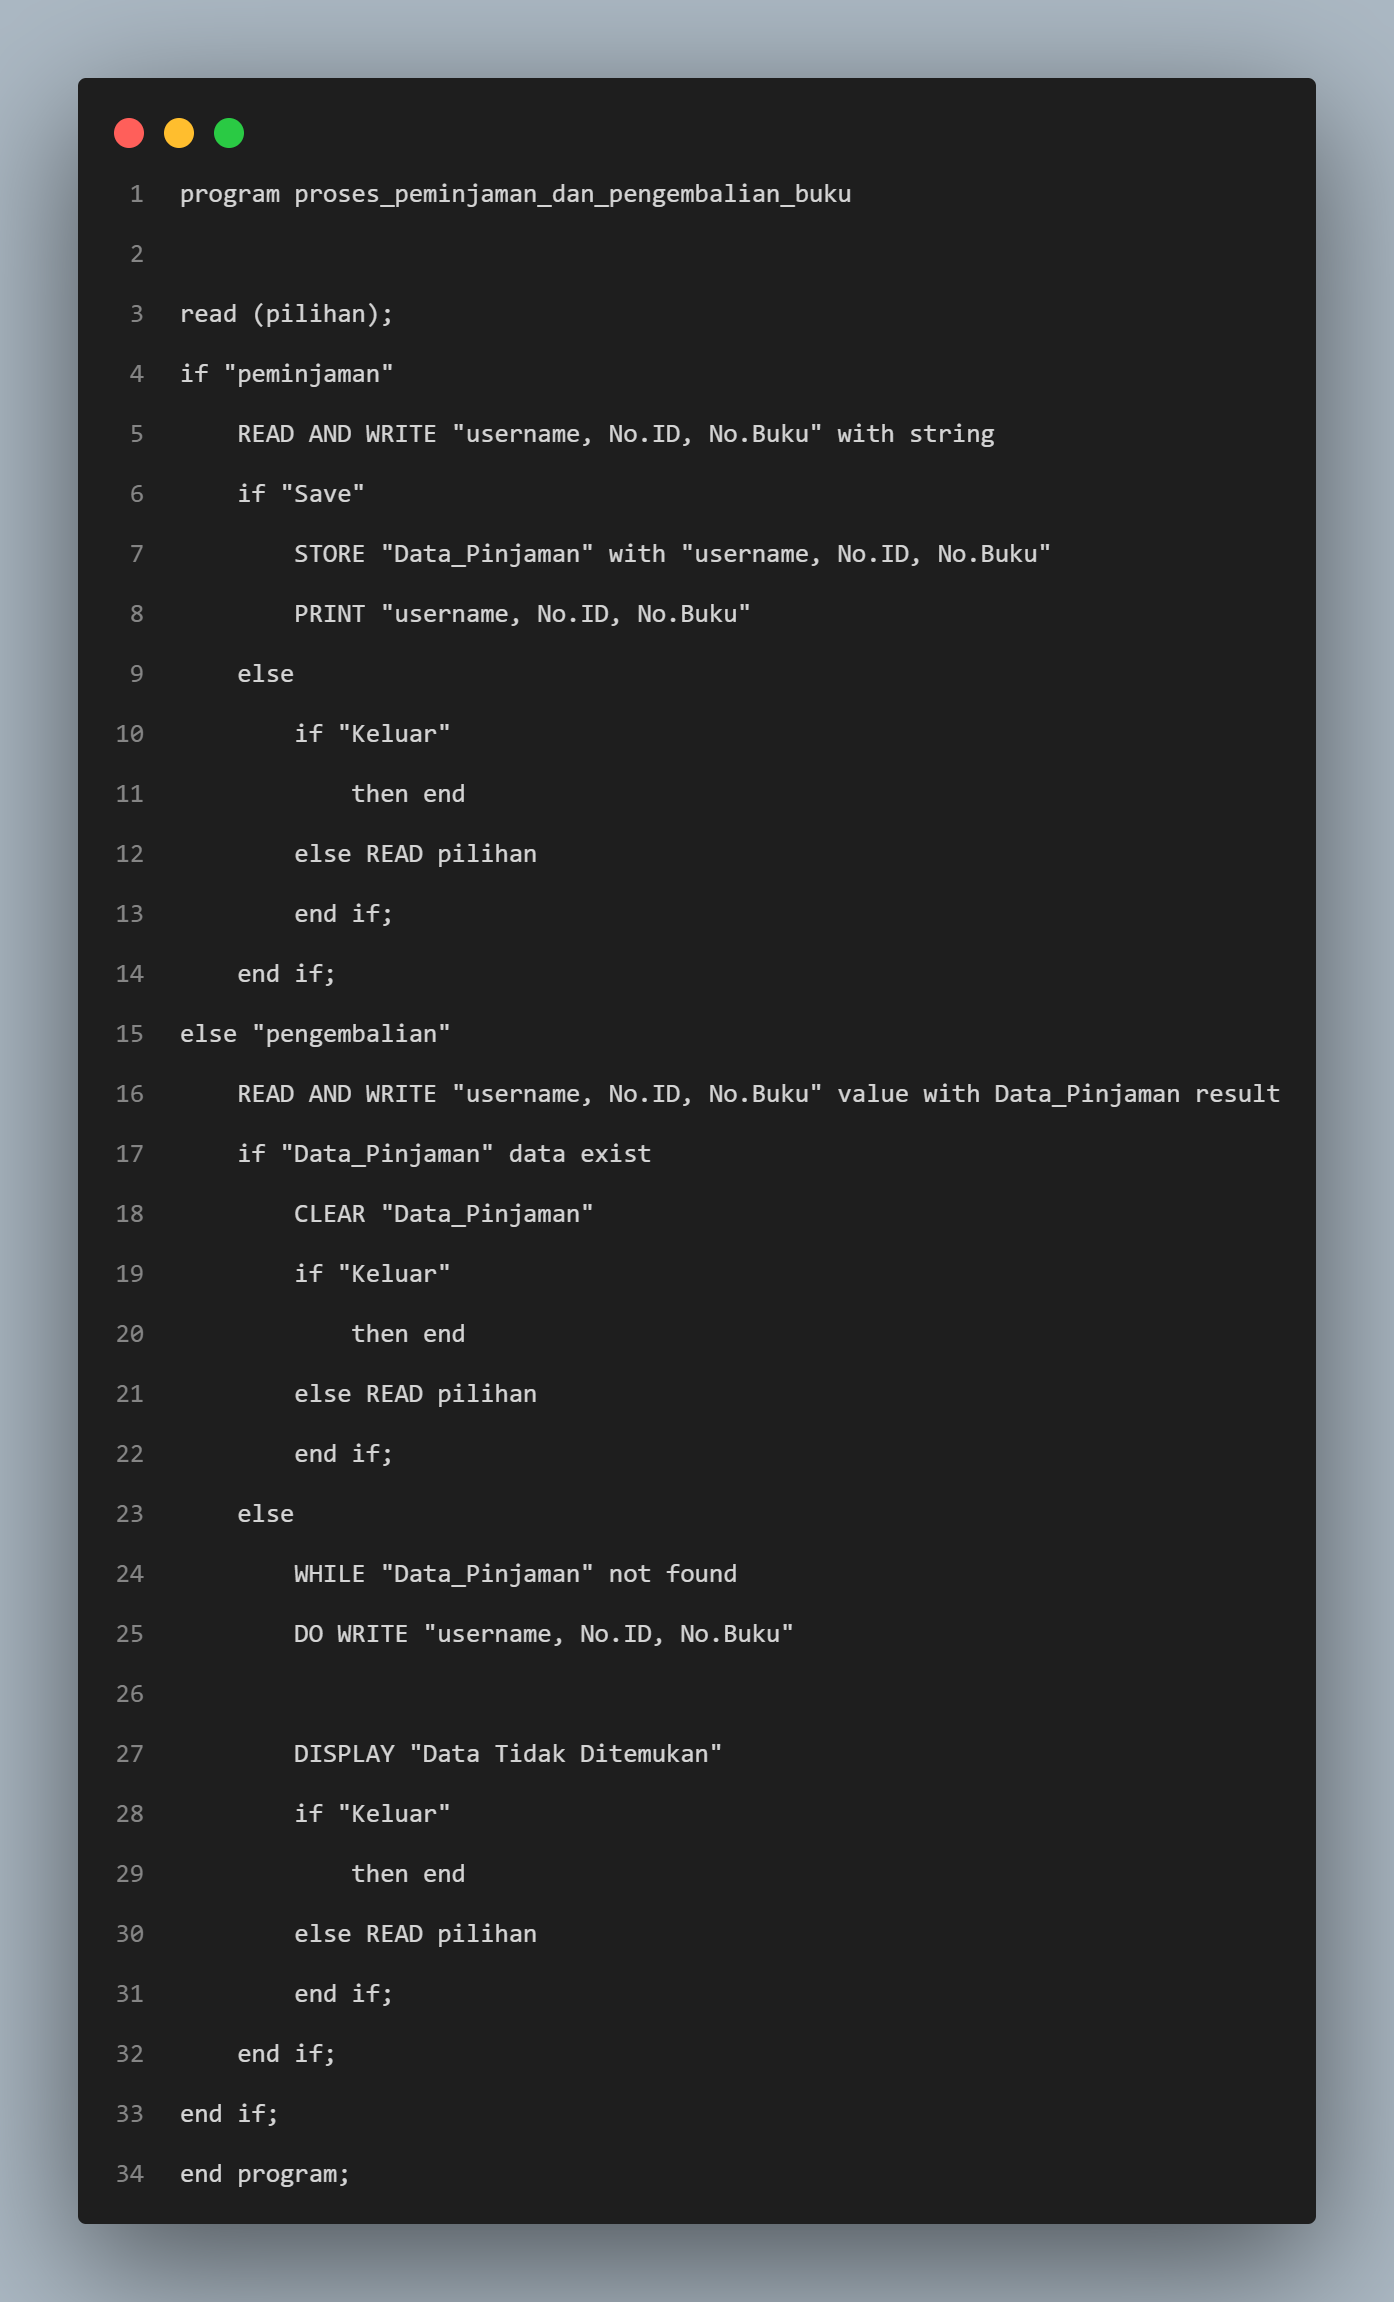 1 program proses_peminjaman_dan_pengembalian_buku
2
3 read (pilihan);
4 if "peminjaman"
5     READ AND WRITE "username, No.ID, No.Buku" with string
6     if "Save"
7         STORE "Data_Pinjaman" with "username, No.ID, No.Buku"
8         PRINT "username, No.ID, No.Buku"
9     else
10         if "Keluar"
11             then end
12         else READ pilihan
13         end if;
14     end if;
15 else "pengembalian"
16     READ AND WRITE "username, No.ID, No.Buku" value with Data_Pinjaman result
17     if "Data_Pinjaman" data exist
18         CLEAR "Data_Pinjaman"
19         if "Keluar"
20             then end
21         else READ pilihan
22         end if;
23     else
24         WHILE "Data_Pinjaman" not found
25         DO WRITE "username, No.ID, No.Buku"
26
27         DISPLAY "Data Tidak Ditemukan"
28         if "Keluar"
29             then end
30         else READ pilihan
31         end if;
32     end if;
33 end if;
34 end program;